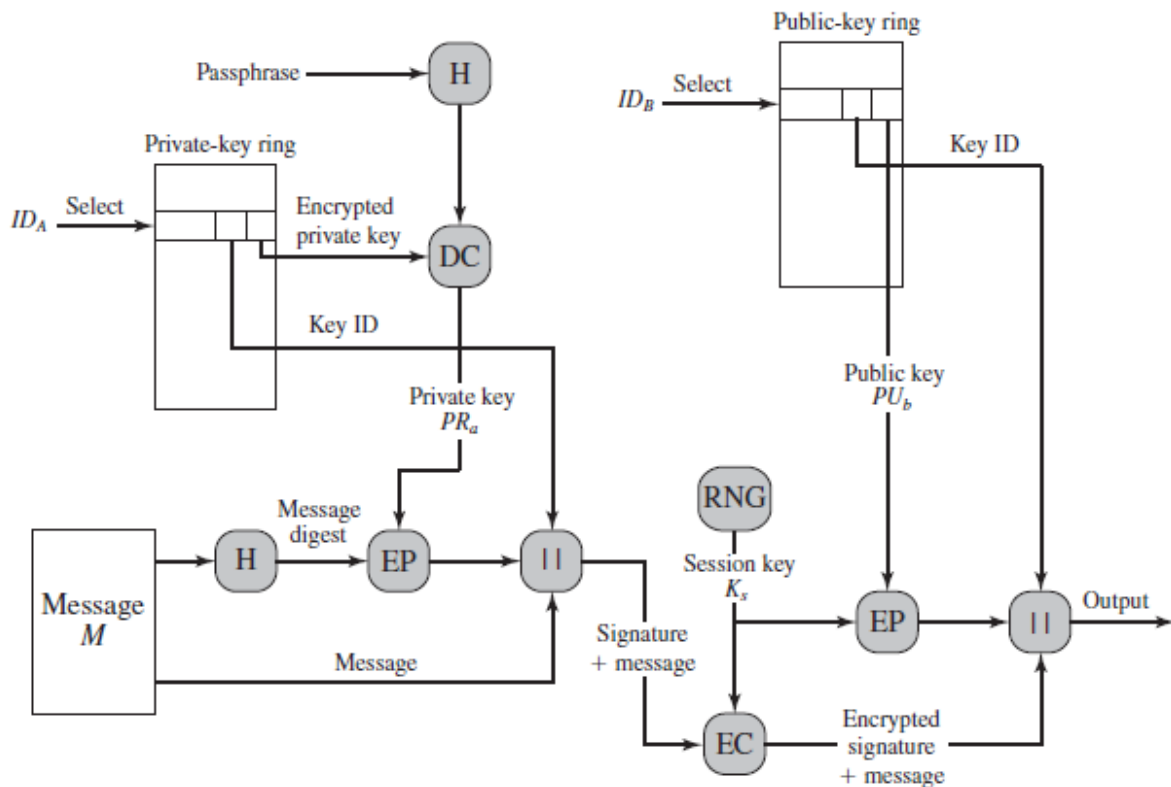 Public-key ring
Passphrase
H
ID_B
Select
Private-key ring
Key ID
ID_A
Select
Encrypted
private key
DC
Key ID
Public key
PU_b
Private key
PR_a
RNG
Message
digest
Session key
K_s
H
EP
||
Message
M
EP
||
Output
Signature
+ message
Message
EC
Encrypted
signature
+ message